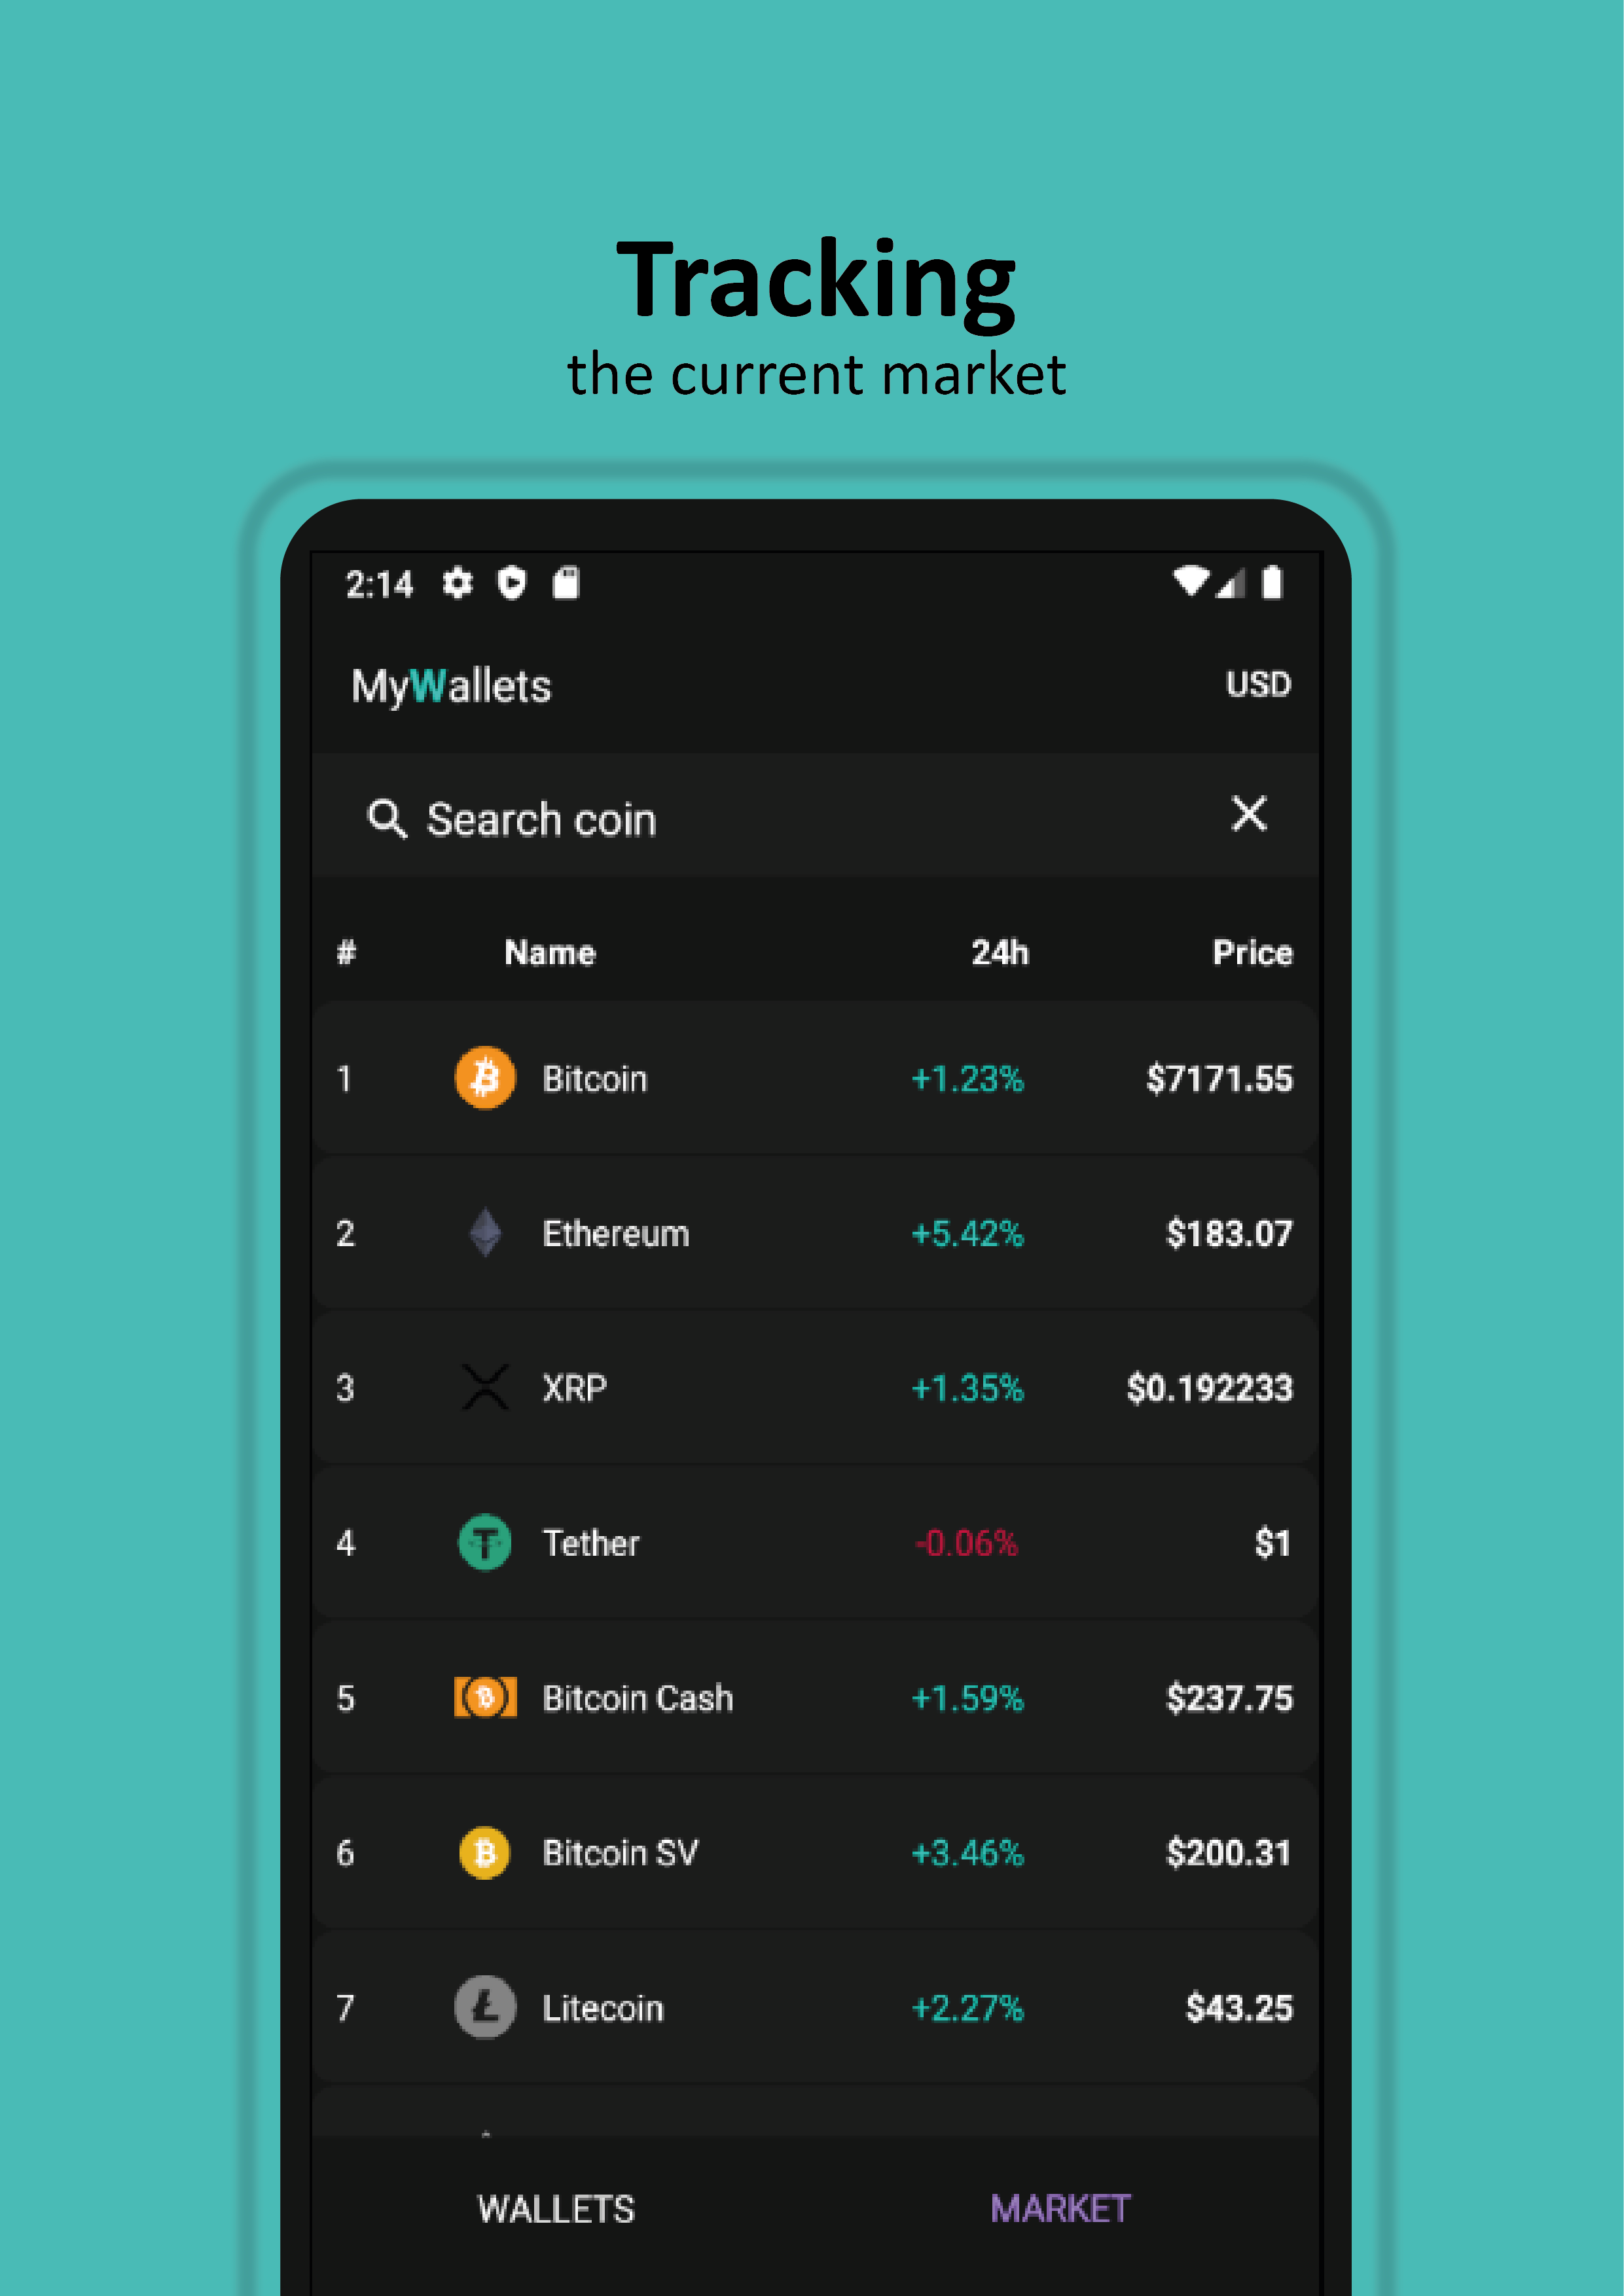 Tracking
the current market
2:14
MyWallets USD
Search coin
# Name 24h Price
1 Bitcoin +1.23% $7171.55
2 Ethereum +5.42% $183.07
3 XRP +1.35% $0.192233
4 Tether -0.06% $1
5 Bitcoin Cash +1.59% $237.75
6 Bitcoin SV +3.46% $200.31
7 Litecoin +2.27% $43.25
WALLETS MARKET